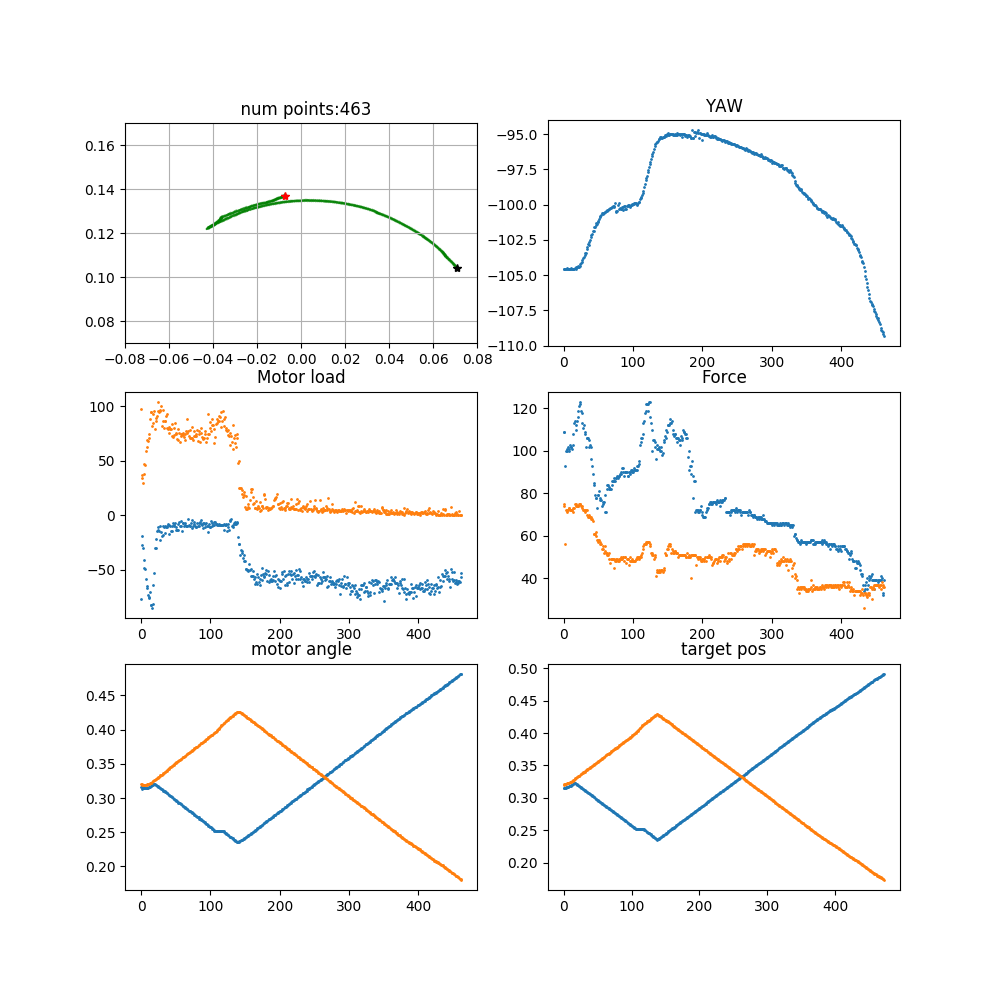 num points:463
YAW
0.16
0.14
0.12
0.10
0.08
−0.08 −0.06 −0.04 −0.02 0.00 0.02 0.04 0.06 0.08
−95.0
−97.5
−100.0
−102.5
−105.0
−107.5
−110.0
0 100 200 300 400
Motor load
Force
100
50
0
−50
0 100 200 300 400
120
100
80
60
40
0 100 200 300 400
motor angle
target pos
0.45
0.40
0.35
0.30
0.25
0.20
0 100 200 300 400
0.50
0.45
0.40
0.35
0.30
0.25
0.20
0 100 200 300 400